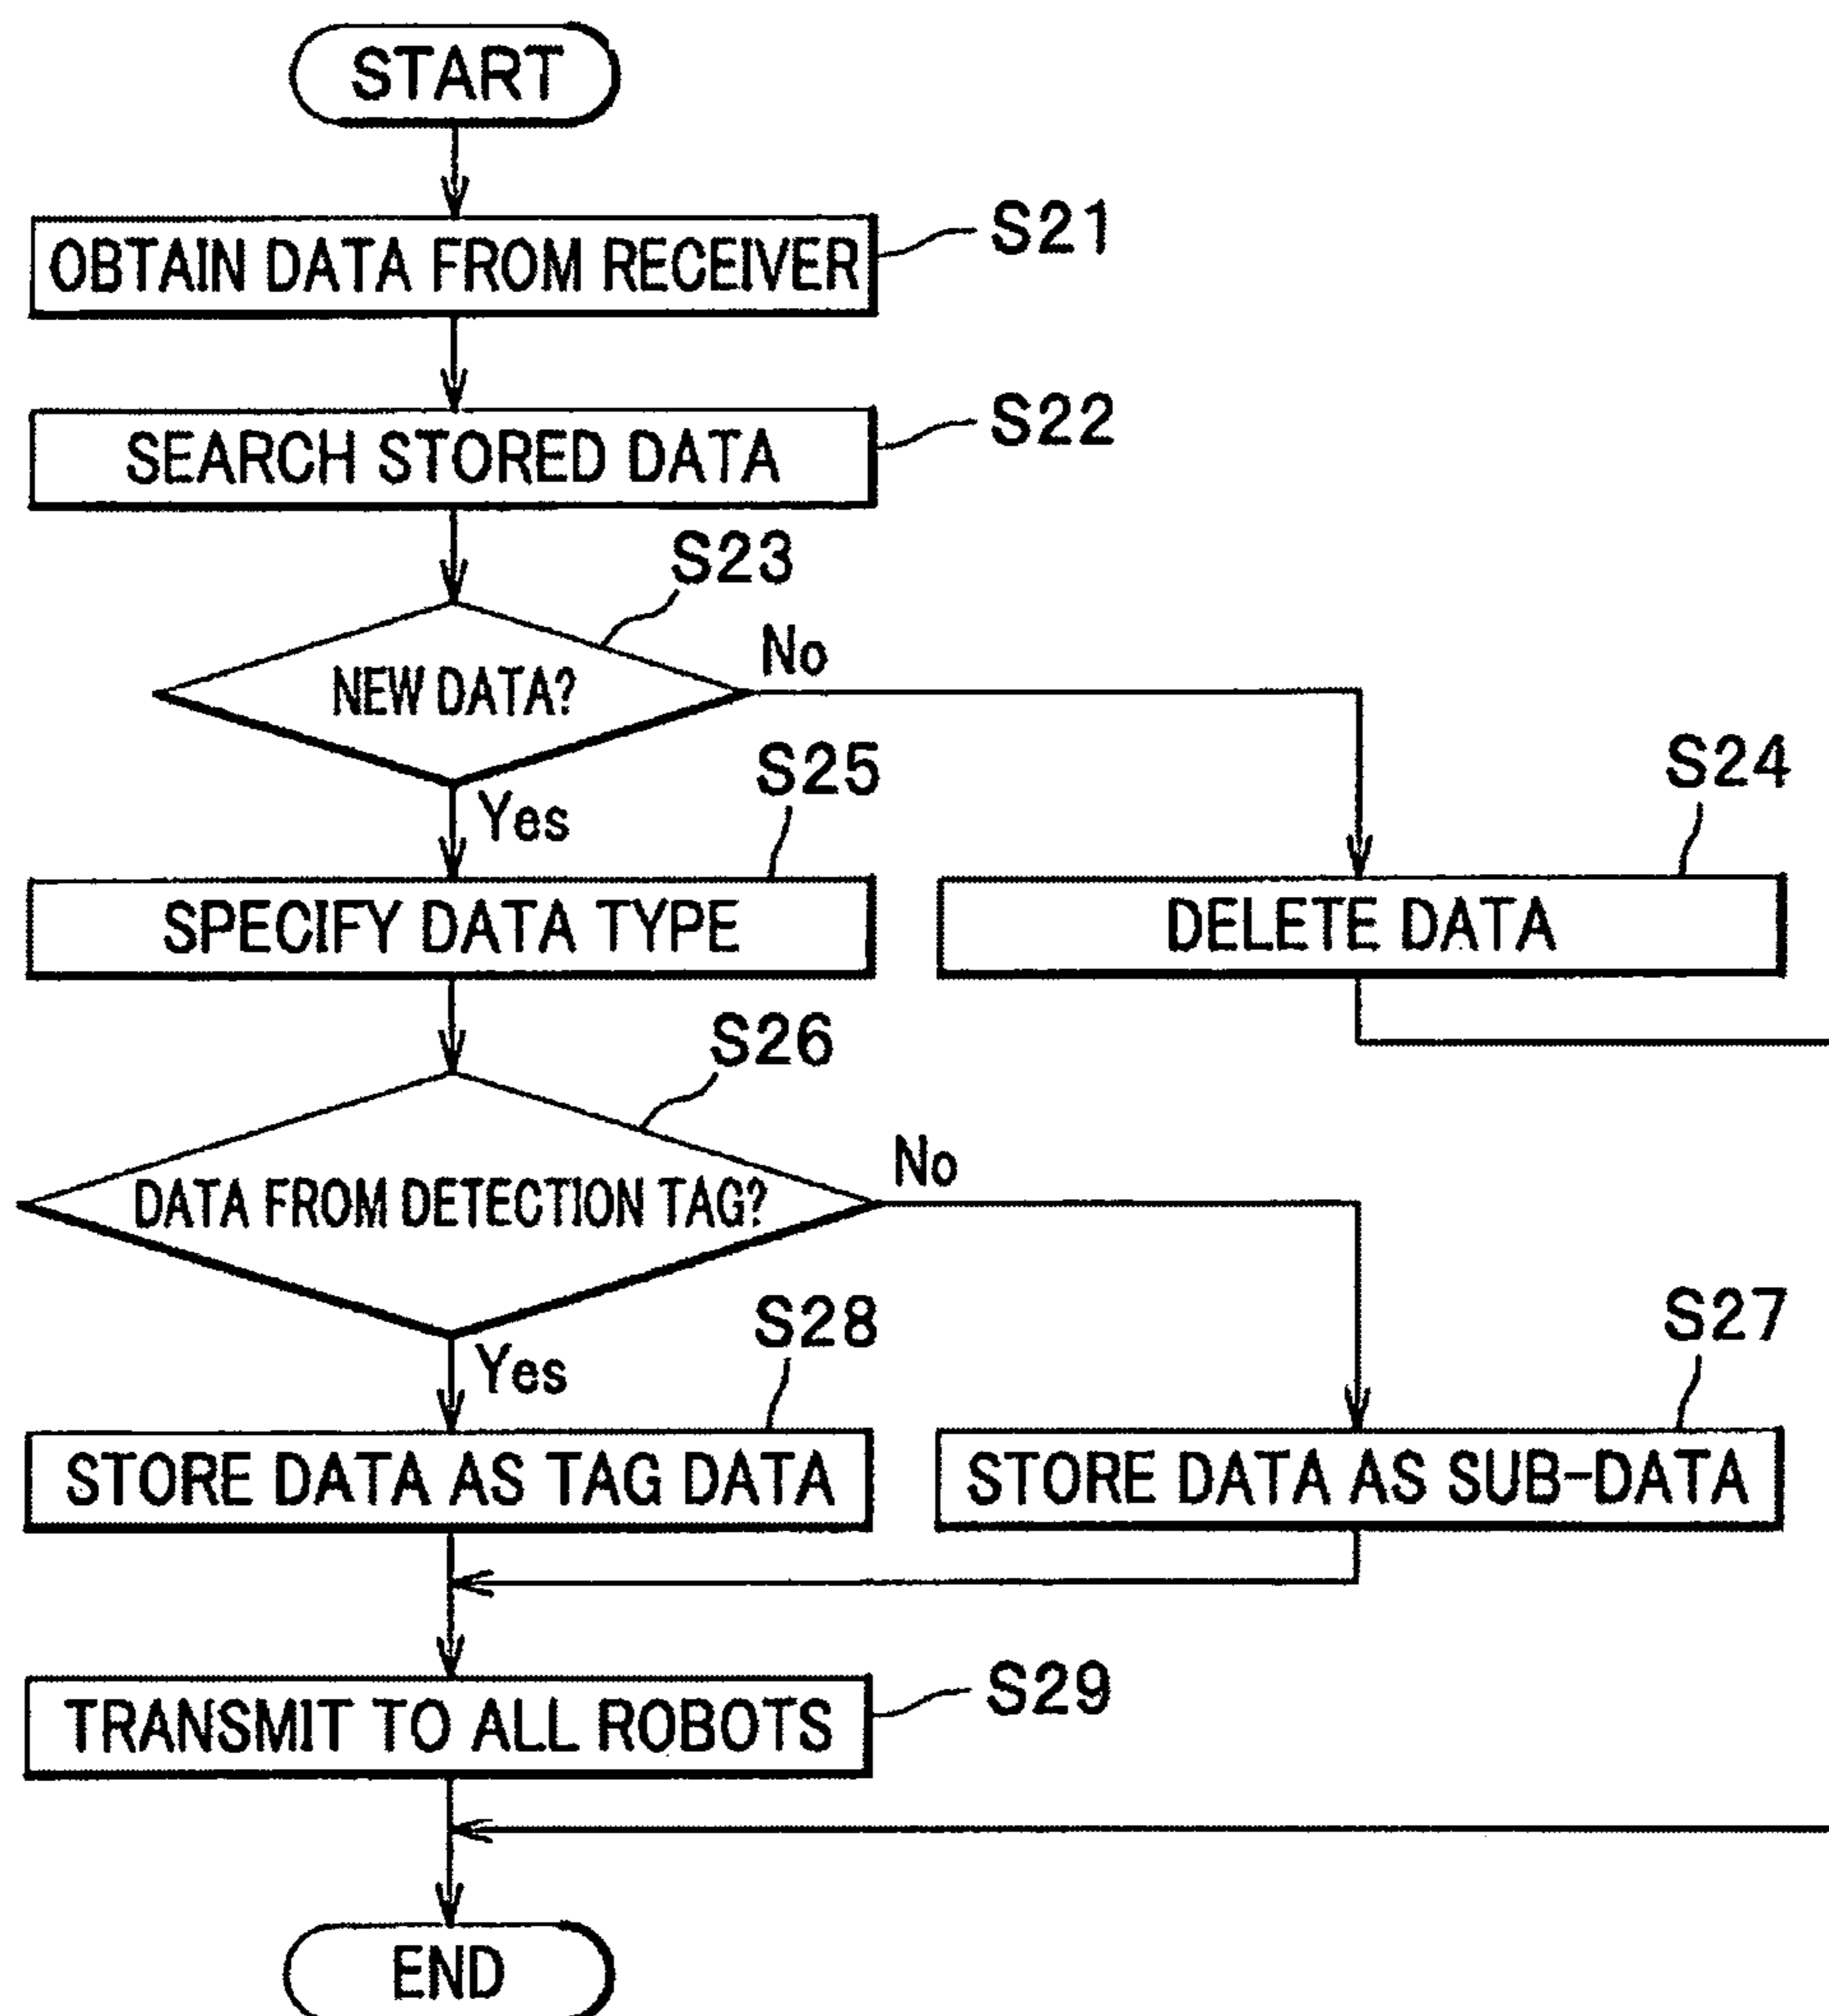 START
OBTAIN DATA FROM RECEIVER
S21
SEARCH STORED DATA
S22
S23
NEW DATA?
No
Yes
S25
S24
SPECIFY DATA TYPE
DELETE DATA
S26
DATA FROM DETECTION TAG?
No
Yes
S28
S27
STORE DATA AS TAG DATA
STORE DATA AS SUB-DATA
TRANSMIT TO ALL ROBOTS
S29
END